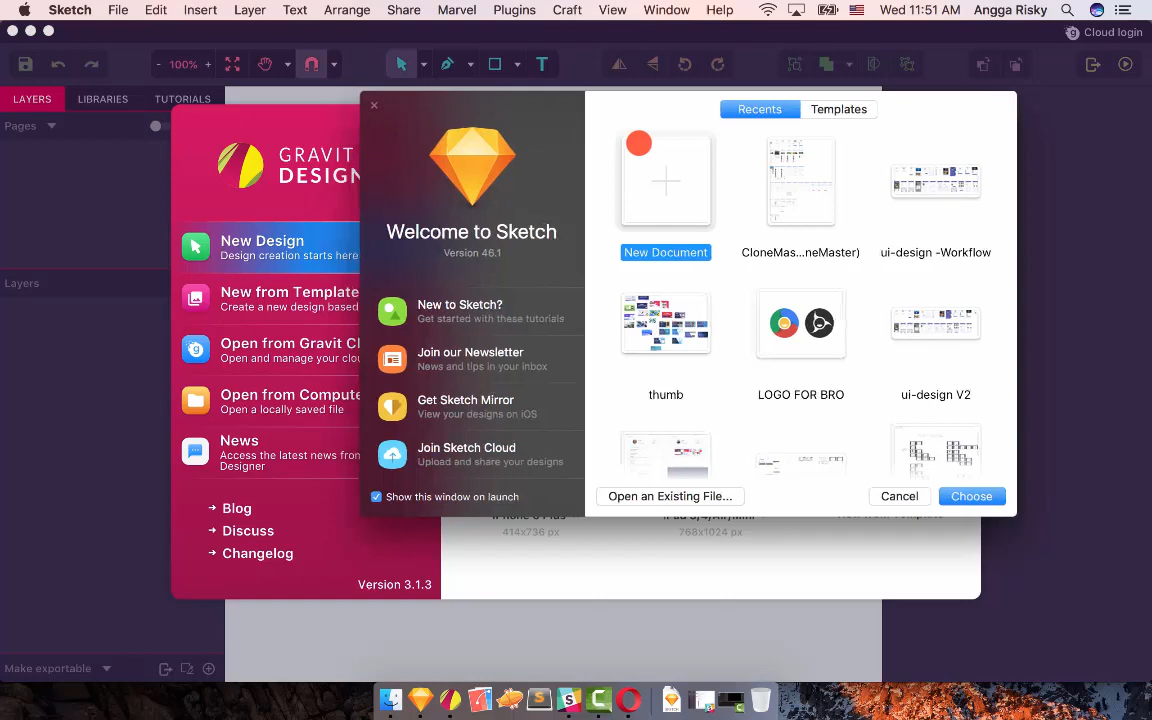 Sketch File Edit Insert Layer Text Arrange Share Marvel Plugins Craft View Window Help Wed 11:51 AM Angga Risky
Cloud login
- 100% +
LAYERS LIBRARIES TUTORIALS
Pages
Layers
Make exportable
GRAVIT
DESIGN
New Design
Design creation starts here
New from Template
Create a new design based
Open from Gravit Cl
Open and manage your clou
Open from Compute
Open a locally saved file
News
Access the latest news from
Designer
→ Blog
→ Discuss
→ Changelog
Version 3.1.3
Welcome to Sketch
Version 46.1
New to Sketch?
Get started with these tutorials
Join our Newsletter
News and tips in your inbox
Get Sketch Mirror
View your designs on iOS
Join Sketch Cloud
Upload and share your designs
Show this window on launch
Recents Templates
New Document CloneMas...neMaster) ui-design -Workflow
thumb LOGO FOR BRO ui-design V2
Open an Existing File... Cancel Choose
414x736 px 768x1024 px